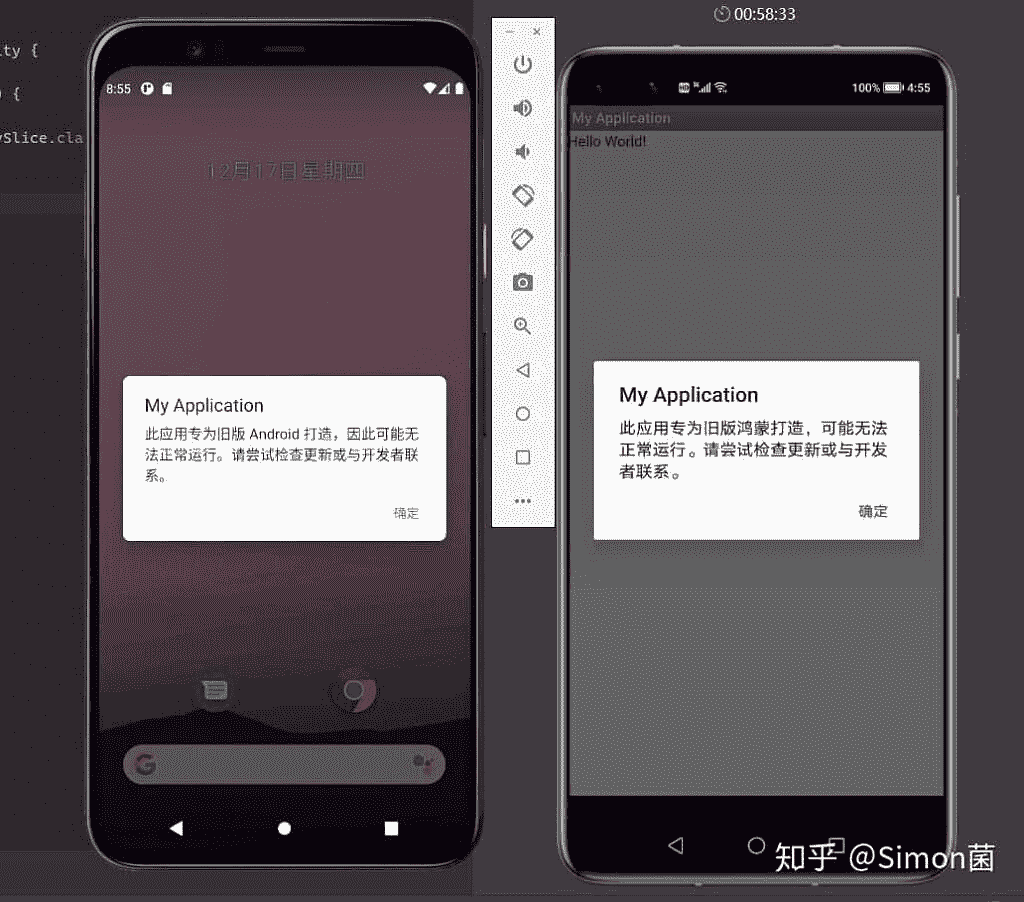 ity {
) {
ySlice.cla
8:55
12月17日星期四
My Application
此应用专为旧版 Android 打造，因此可能无
法正常运行。请尝试检查更新或与开发者联
系。
确定
00:58:33
HD
100%
4:55
My Application
Hello World!
My Application
此应用专为旧版鸿蒙打造，可能无法
正常运行。请尝试检查更新或与开发
者联系。
确定
知乎 @Simon菌